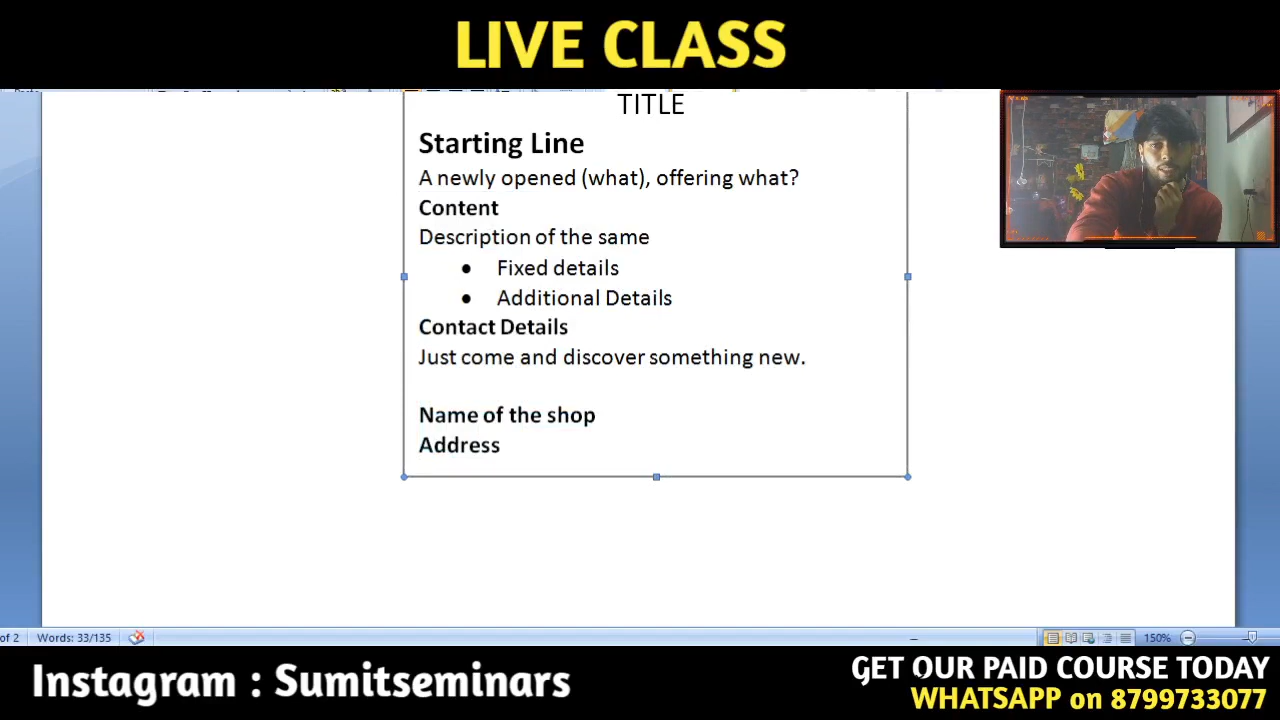 LIVE CLASS
TITLE
Starting Line
A newly opened (what), offering what?
Content
Description of the same
• Fixed details
• Additional Details
Contact Details
Just come and discover something new.
Name of the shop
Address
of 2 Words: 33/135 150%
Instagram : Sumitseminars
GET OUR PAID COURSE TODAY
WHATSAPP on 8799733077